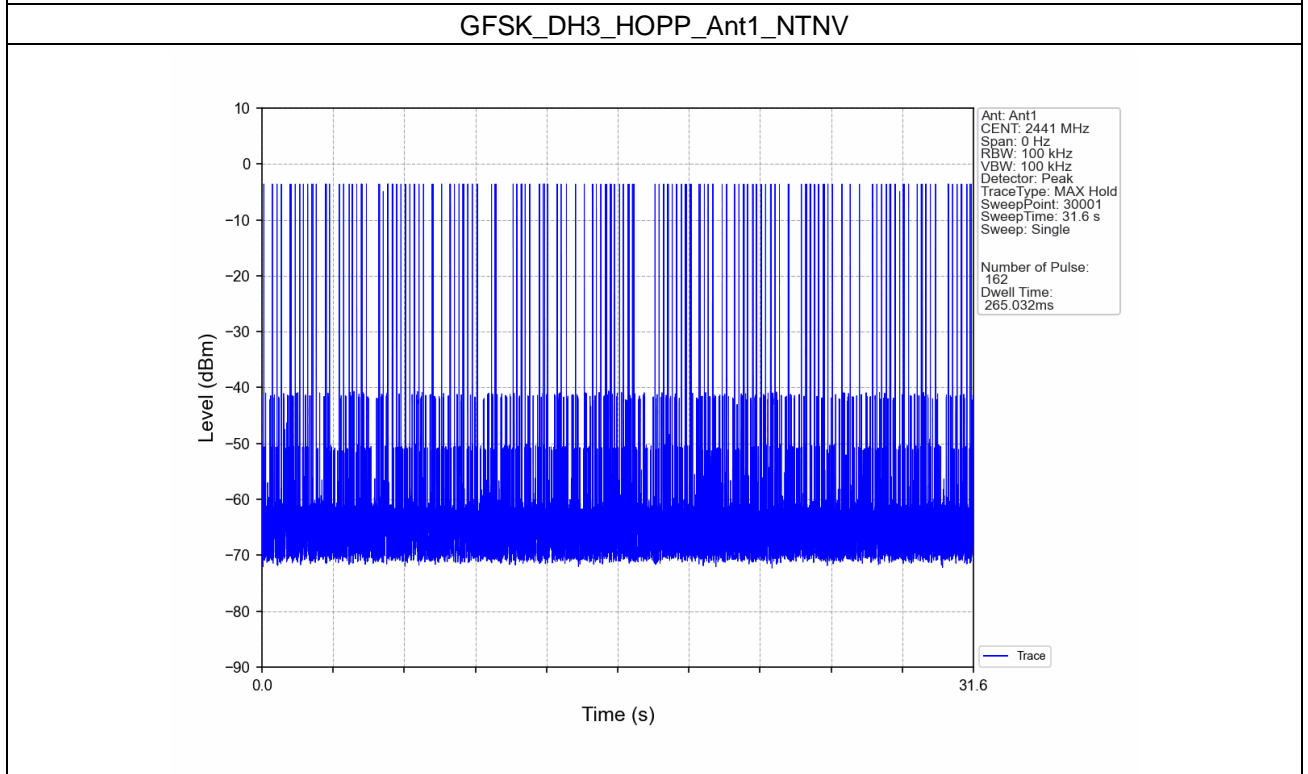 GFSK_DH3_HOPP_Ant1_NTNV
10
0
−10
−20
−30
−40
−50
−60
−70
−80
−90
Level (dBm)
0.0
31.6
Time (s)
Ant: Ant1
CENT: 2441 MHz
Span: 0 Hz
RBW: 100 kHz
VBW: 100 kHz
Detector: Peak
TraceType: MAX Hold
SweepPoint: 30001
SweepTime: 31.6 s
Sweep: Single
Number of Pulse:
162
Dwell Time:
265.032ms
Trace